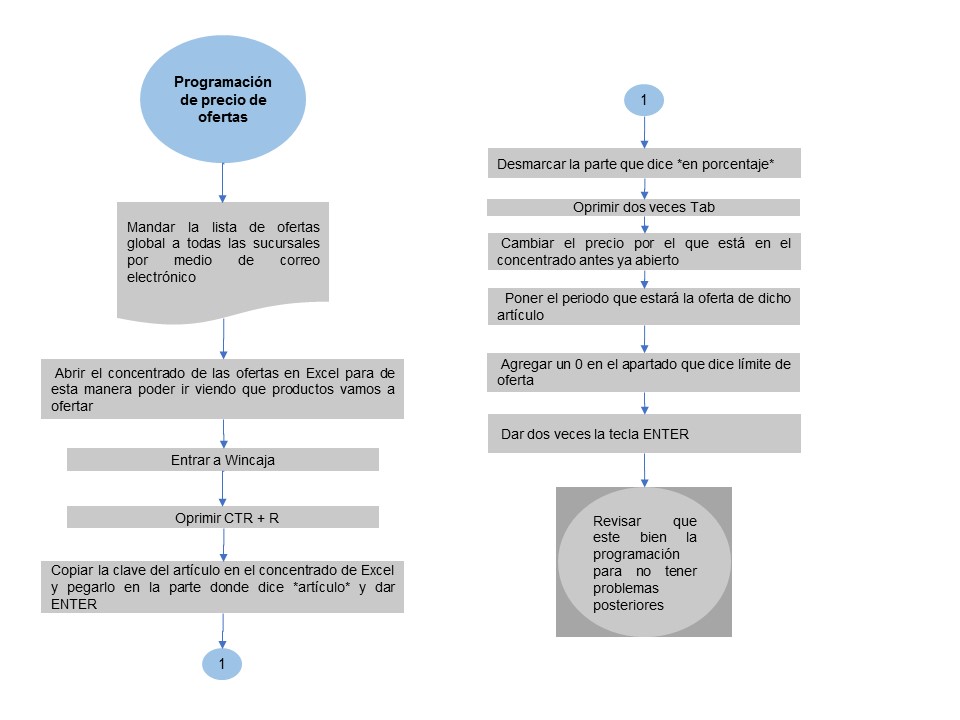 Programación
de precio de
ofertas
Mandar la lista de ofertas
global a todas las sucursales
por medio de correo
electrónico
Abrir el concentrado de las ofertas en Excel para de
esta manera poder ir viendo que productos vamos a
ofertar
Entrar a Wincaja
Oprimir CTR + R
Copiar la clave del artículo en el concentrado de Excel
y pegarlo en la parte donde dice *artículo* y dar
ENTER
1
1
Desmarcar la parte que dice *en porcentaje*
Oprimir dos veces Tab
Cambiar el precio por el que está en el
concentrado antes ya abierto
Poner el periodo que estará la oferta de dicho
artículo
Agregar un 0 en el apartado que dice límite de
oferta
Dar dos veces la tecla ENTER
Revisar que
este bien la
programación
para no tener
problemas
posteriores